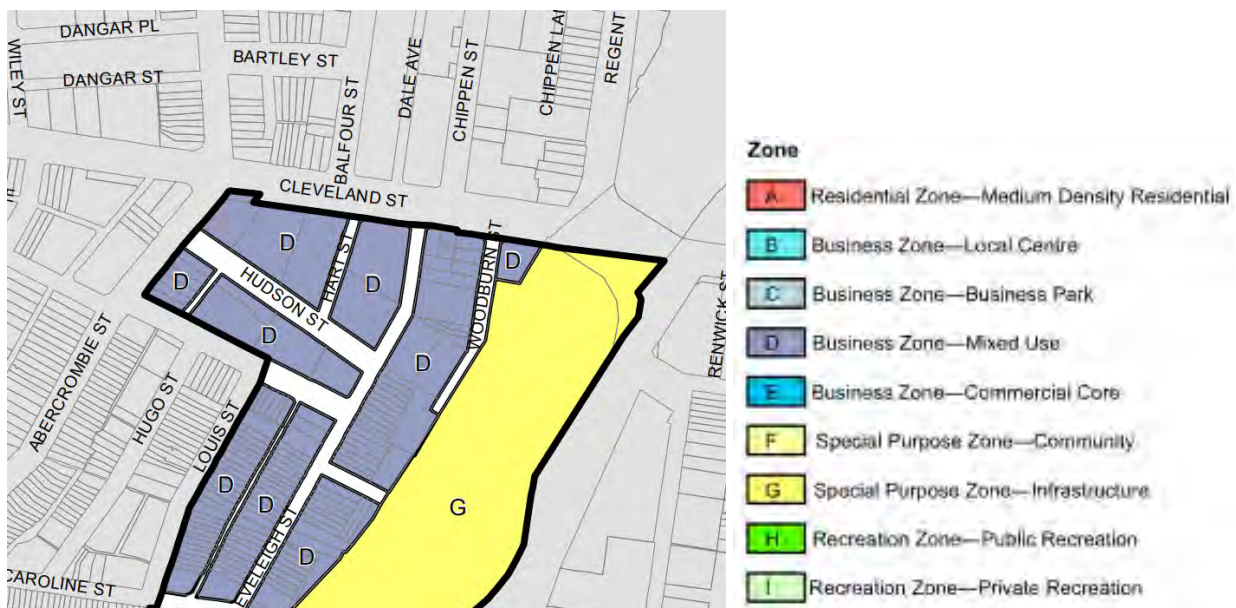 DANGAR PL
DANGAR ST
WILEY ST
BARTLEY ST
BALFOUR ST
DALE AVE
CHIPPEN ST
CHIPPEN LA
REGENT
CLEVELAND ST
D
HART S
D
WOODBURN ST
D
D
HUDSON ST
D
D
RENWICK ST
ABERCROMBIE ST
HUGO ST
LOUIS ST
D
D
EVELEIGH ST
D
G
CAROLINE ST
Zone
A Residential Zone—Medium Density Residential
B Business Zone—Local Centre
C Business Zone—Business Park
D Business Zone—Mixed Use
E Business Zone—Commercial Core
F Special Purpose Zone—Community
G Special Purpose Zone—Infrastructure
H Recreation Zone—Public Recreation
I Recreation Zone—Private Recreation